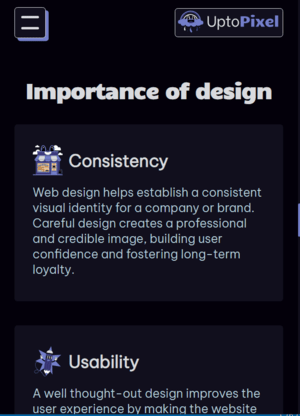 UptoPixel
Importance of design
Consistency
Web design helps establish a consistent
visual identity for a company or brand.
Careful design creates a professional
and credible image, building user
confidence and fostering long-term
loyalty.
Usability
A well thought-out design improves the
user experience by making the website